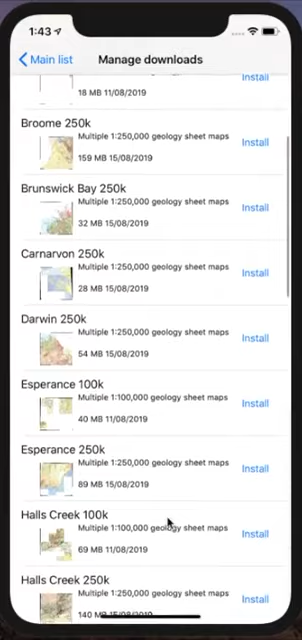 1:43
Main list
Manage downloads
Install
18 MB 11/08/2019
Broome 250k
Multiple 1:250,000 geology sheet maps
Install
159 MB 15/08/2019
Brunswick Bay 250k
Multiple 1:250,000 geology sheet maps
Install
32 MB 15/08/2019
Carnarvon 250k
Multiple 1:250,000 geology sheet maps
Install
28 MB 15/08/2019
Darwin 250k
Multiple 1:250,000 geology sheet maps
Install
54 MB 15/08/2019
Esperance 100k
Multiple 1:100,000 geology sheet maps
Install
40 MB 11/08/2019
Esperance 250k
Multiple 1:250,000 geology sheet maps
Install
89 MB 15/08/2019
Halls Creek 100k
Multiple 1:100,000 geology sheet maps
Install
69 MB 11/08/2019
Halls Creek 250k
Multiple 1:250,000 geology sheet maps
Install
140 MB 15/08/2019